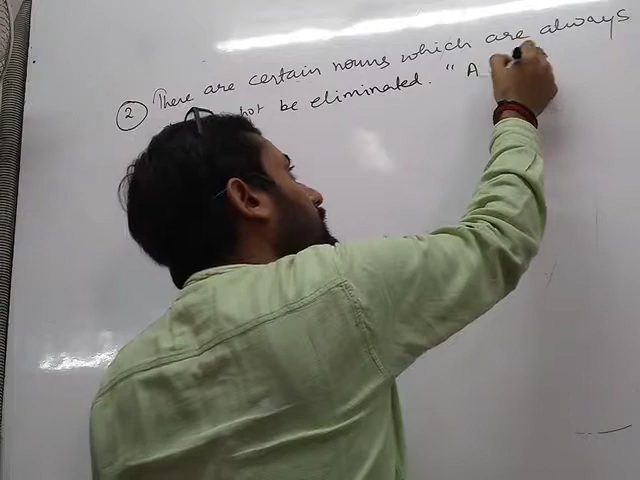 ② There are certain nouns which are always
not be eliminated. " A